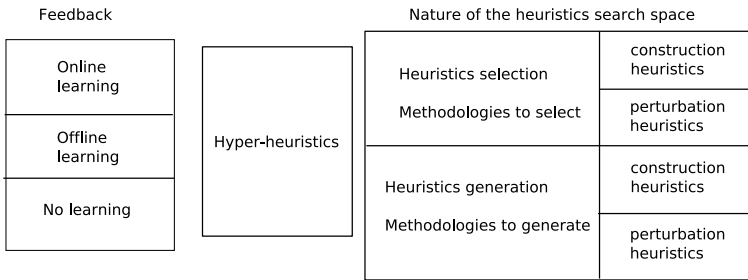 Feedback
Online
learning
Offline
learning
No learning
Hyper-heuristics
Nature of the heuristics search space
Heuristics selection
Methodologies to select
construction
heuristics
perturbation
heuristics
Heuristics generation
Methodologies to generate
construction
heuristics
perturbation
heuristics